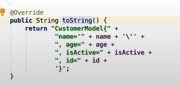 @Override
public String toString() {
return "CustomerModel{" +
"name='" + name + '\'' +
", age=" + age +
", isActive=" + isActive +
", id=" + id +
'}';
}